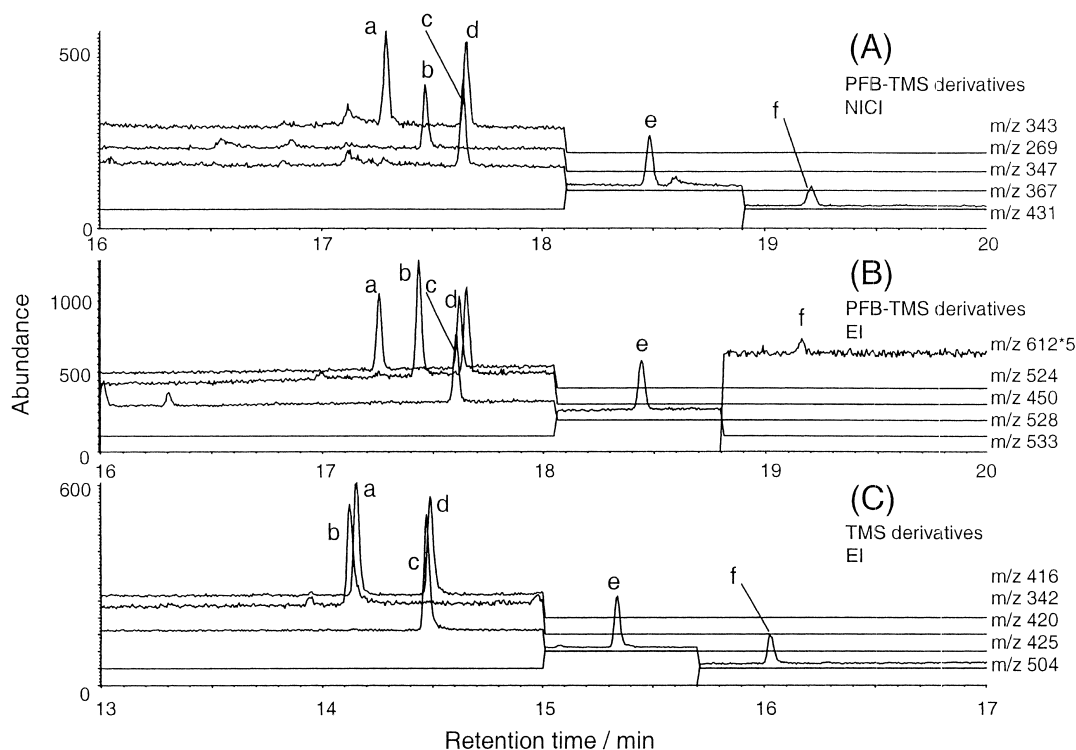 500
0
a
b
c
d
e
f
(A)
PFB-TMS derivatives
NICI
m/z 343
m/z 269
m/z 347
m/z 367
m/z 431
16 17 18 19 20
Abundance
1000
500
0
a
b
c
d
e
f
(B)
PFB-TMS derivatives
EI
m/z 612*5
m/z 524
m/z 450
m/z 528
m/z 533
16 17 18 19 20
600
0
b
a
c
d
e
f
(C)
TMS derivatives
EI
m/z 416
m/z 342
m/z 420
m/z 425
m/z 504
13 14 15 16 17
Retention time / min